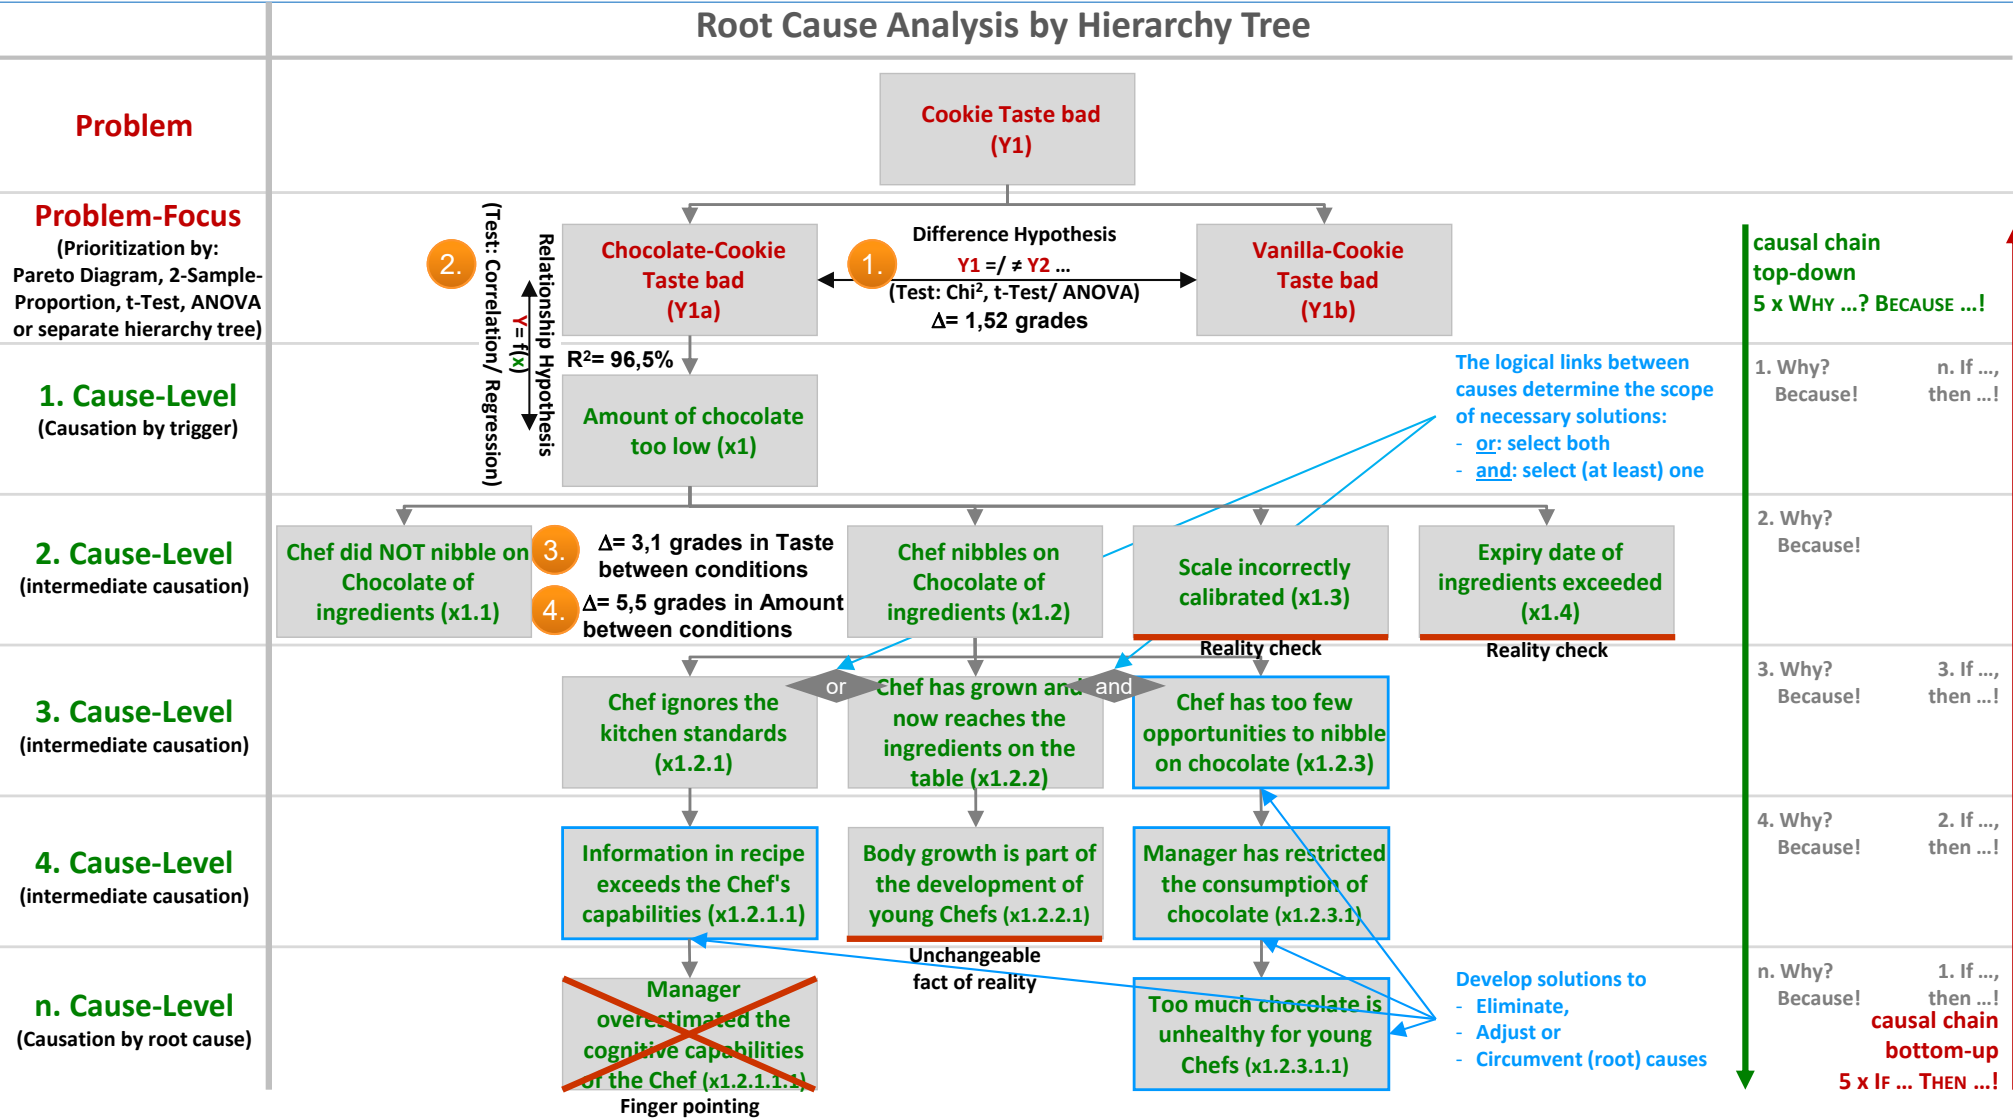 Root Cause Analysis by Hierarchy Tree
Problem
Cookie Taste bad
(Y1)
Problem-Focus
(Prioritization by:
Pareto Diagram, 2-Sample-
Proportion, t-Test, ANOVA
or separate hierarchy tree)
2.
(Test: Correlation/ Regression)
Y = f(x)
Relationship Hypothesis
Chocolate-Cookie
Taste bad
(Y1a)
1.
Difference Hypothesis
Y1 =/ ≠ Y2 ...
(Test: Chi², t-Test/ ANOVA)
Δ= 1,52 grades
Vanilla-Cookie
Taste bad
(Y1b)
causal chain
top-down
5 x WHY ...? BECAUSE ...!
1. Cause-Level
(Causation by trigger)
R²= 96,5%
Amount of chocolate
too low (x1)
The logical links between
causes determine the scope
of necessary solutions:
- or: select both
- and: select (at least) one
1. Why?
Because!
n. If ...,
then ...!
2. Cause-Level
(intermediate causation)
Chef did NOT nibble on
Chocolate of
ingredients (x1.1)
3.
Δ= 3,1 grades in Taste
between conditions
4.
Δ= 5,5 grades in Amount
between conditions
Chef nibbles on
Chocolate of
ingredients (x1.2)
Scale incorrectly
calibrated (x1.3)
Reality check
Expiry date of
ingredients exceeded
(x1.4)
Reality check
2. Why?
Because!
3. Cause-Level
(intermediate causation)
Chef ignores the
kitchen standards
(x1.2.1)
or
Chef has grown and
now reaches the
ingredients on the
table (x1.2.2)
and
Chef has too few
opportunities to nibble
on chocolate (x1.2.3)
3. Why?
Because!
3. If ...,
then ...!
4. Cause-Level
(intermediate causation)
Information in recipe
exceeds the Chef's
capabilities (x1.2.1.1)
Body growth is part of
the development of
young Chefs (x1.2.2.1)
Unchangeable
fact of reality
Manager has restricted
the consumption of
chocolate (x1.2.3.1)
4. Why?
Because!
2. If ...,
then ...!
n. Cause-Level
(Causation by root cause)
Manager
overestimated the
cognitive capabilities
of the Chef (x1.2.1.1.1)
Finger pointing
Too much chocolate is
unhealthy for young
Chefs (x1.2.3.1.1)
Develop solutions to
- Eliminate,
- Adjust or
- Circumvent (root) causes
n. Why?
Because!
1. If ...,
then ...!
causal chain
bottom-up
5 x IF ... THEN ...!